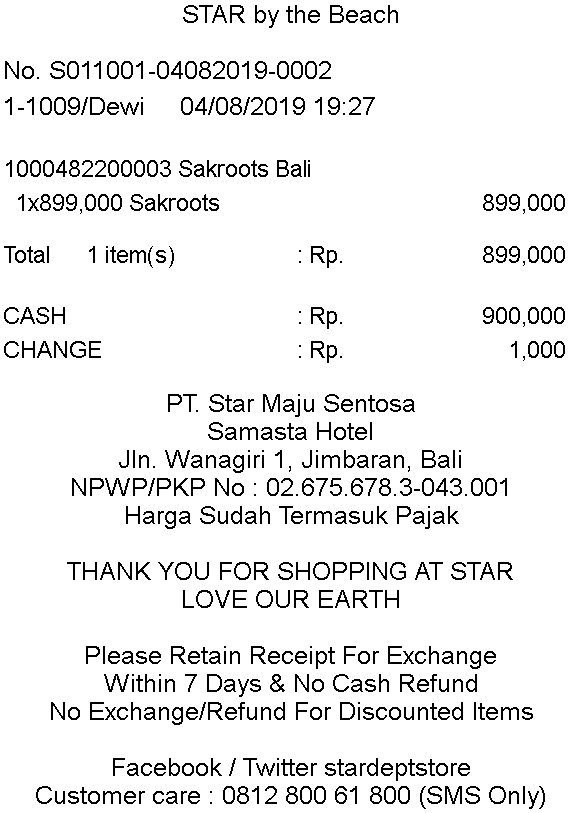 STAR by the Beach
No. S011001-04082019-0002
1-1009/Dewi 04/08/2019 19:27
1000482200003 Sakroots Bali
1x899,000 Sakroots 899,000
Total 1 item(s) : Rp. 899,000
CASH : Rp. 900,000
CHANGE : Rp. 1,000
PT. Star Maju Sentosa
Samasta Hotel
Jln. Wanagiri 1, Jimbaran, Bali
NPWP/PKP No : 02.675.678.3-043.001
Harga Sudah Termasuk Pajak
THANK YOU FOR SHOPPING AT STAR
LOVE OUR EARTH
Please Retain Receipt For Exchange
Within 7 Days & No Cash Refund
No Exchange/Refund For Discounted Items
Facebook / Twitter stardeptstore
Customer care : 0812 800 61 800 (SMS Only)